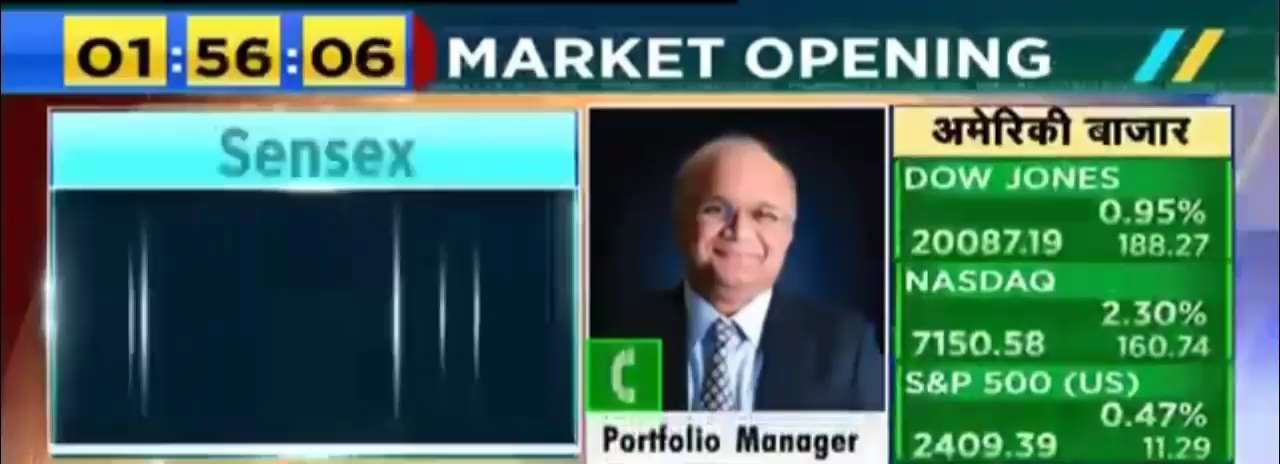 01:56:06 MARKET OPENING
Sensex
Portfolio Manager
अमेरिकी बाजार
DOW JONES
0.95%
20087.19 188.27
NASDAQ
2.30%
7150.58 160.74
S&P 500 (US)
0.47%
2409.39 11.29